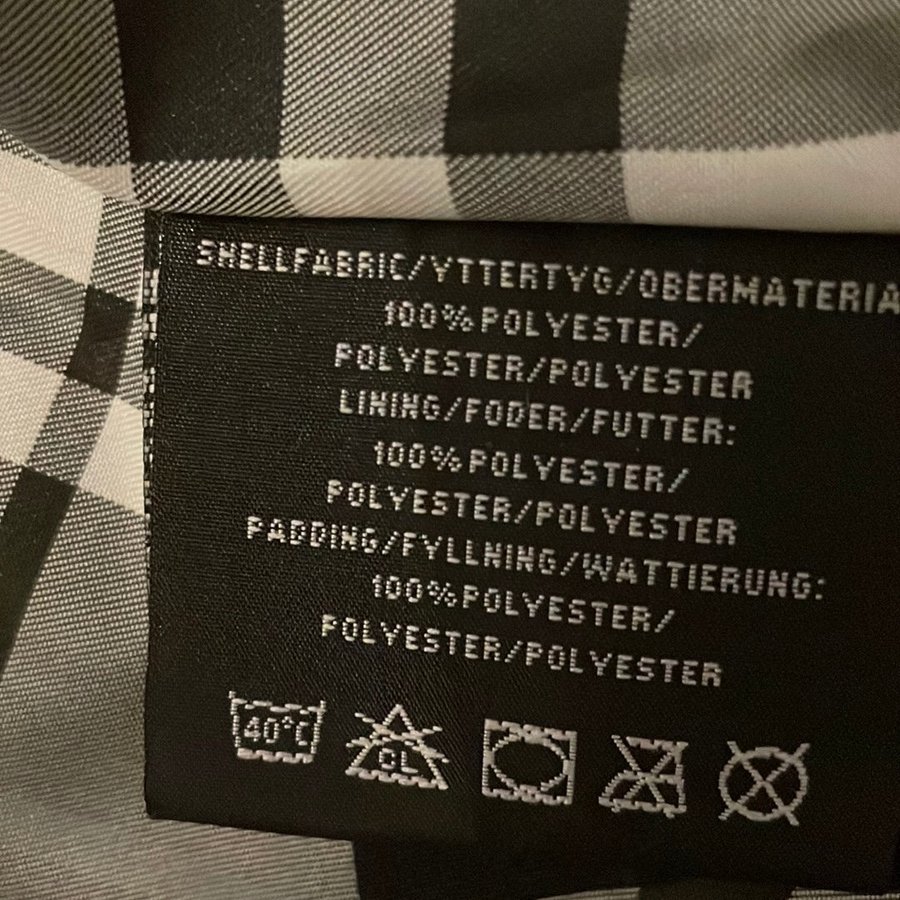 SHELLFABRIC/YTTERTYG/OBERMATERIA
100%POLYESTER/
POLYESTER/POLYESTER
LINING/FODER/FUTTER:
100%POLYESTER/
POLYESTER/POLYESTER
PADDING/FYLLNING/WATTIERUNG:
100%POLYESTER/
POLYESTER/POLYESTER
40°C CL